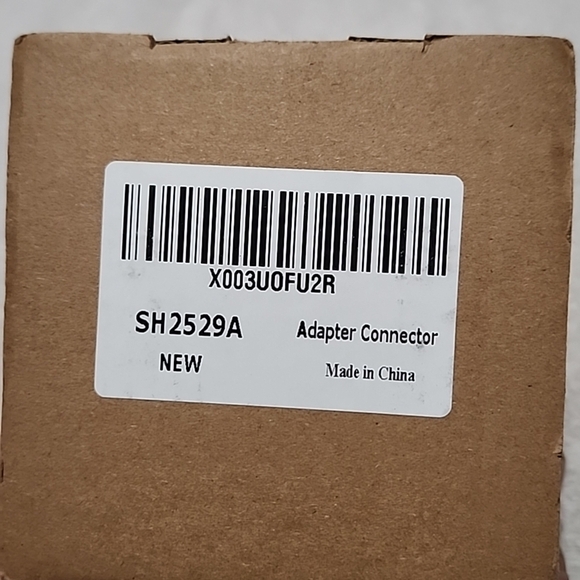 X003U0FU2R
SH2529A
Adapter Connector
NEW
Made in China